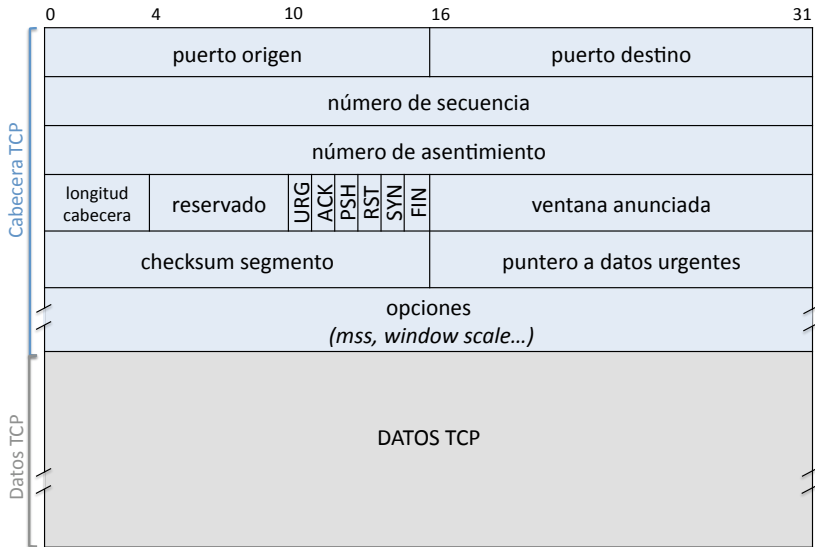 0 4 10 16 31
puerto origen puerto destino
número de secuencia
número de asentimiento
longitud cabecera reservado URG ACK PSH RST SYN FIN ventana anunciada
checksum segmento puntero a datos urgentes
opciones
(mss, window scale...)
Cabecera TCP
DATOS TCP
Datos TCP